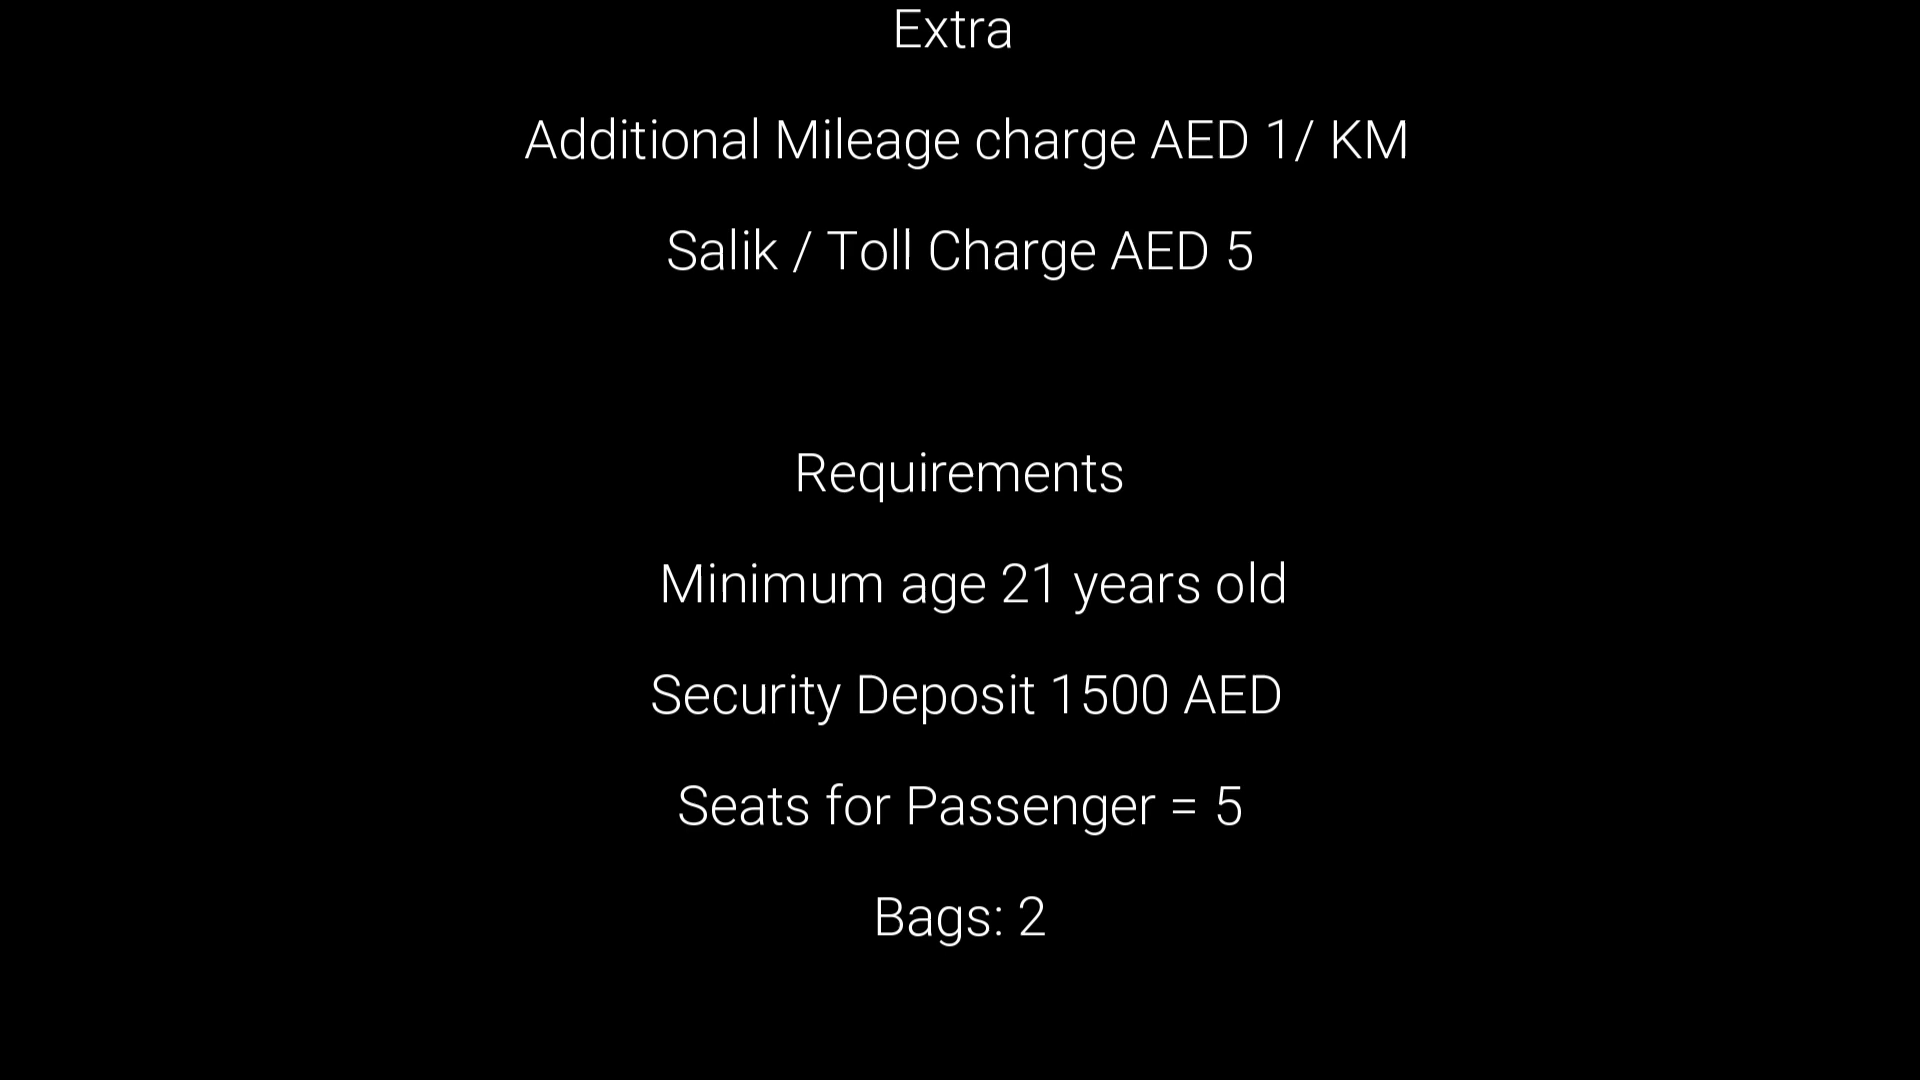 Extra
Additional Mileage charge AED 1/ KM
Salik / Toll Charge AED 5
Requirements
Minimum age 21 years old
Security Deposit 1500 AED
Seats for Passenger = 5
Bags: 2